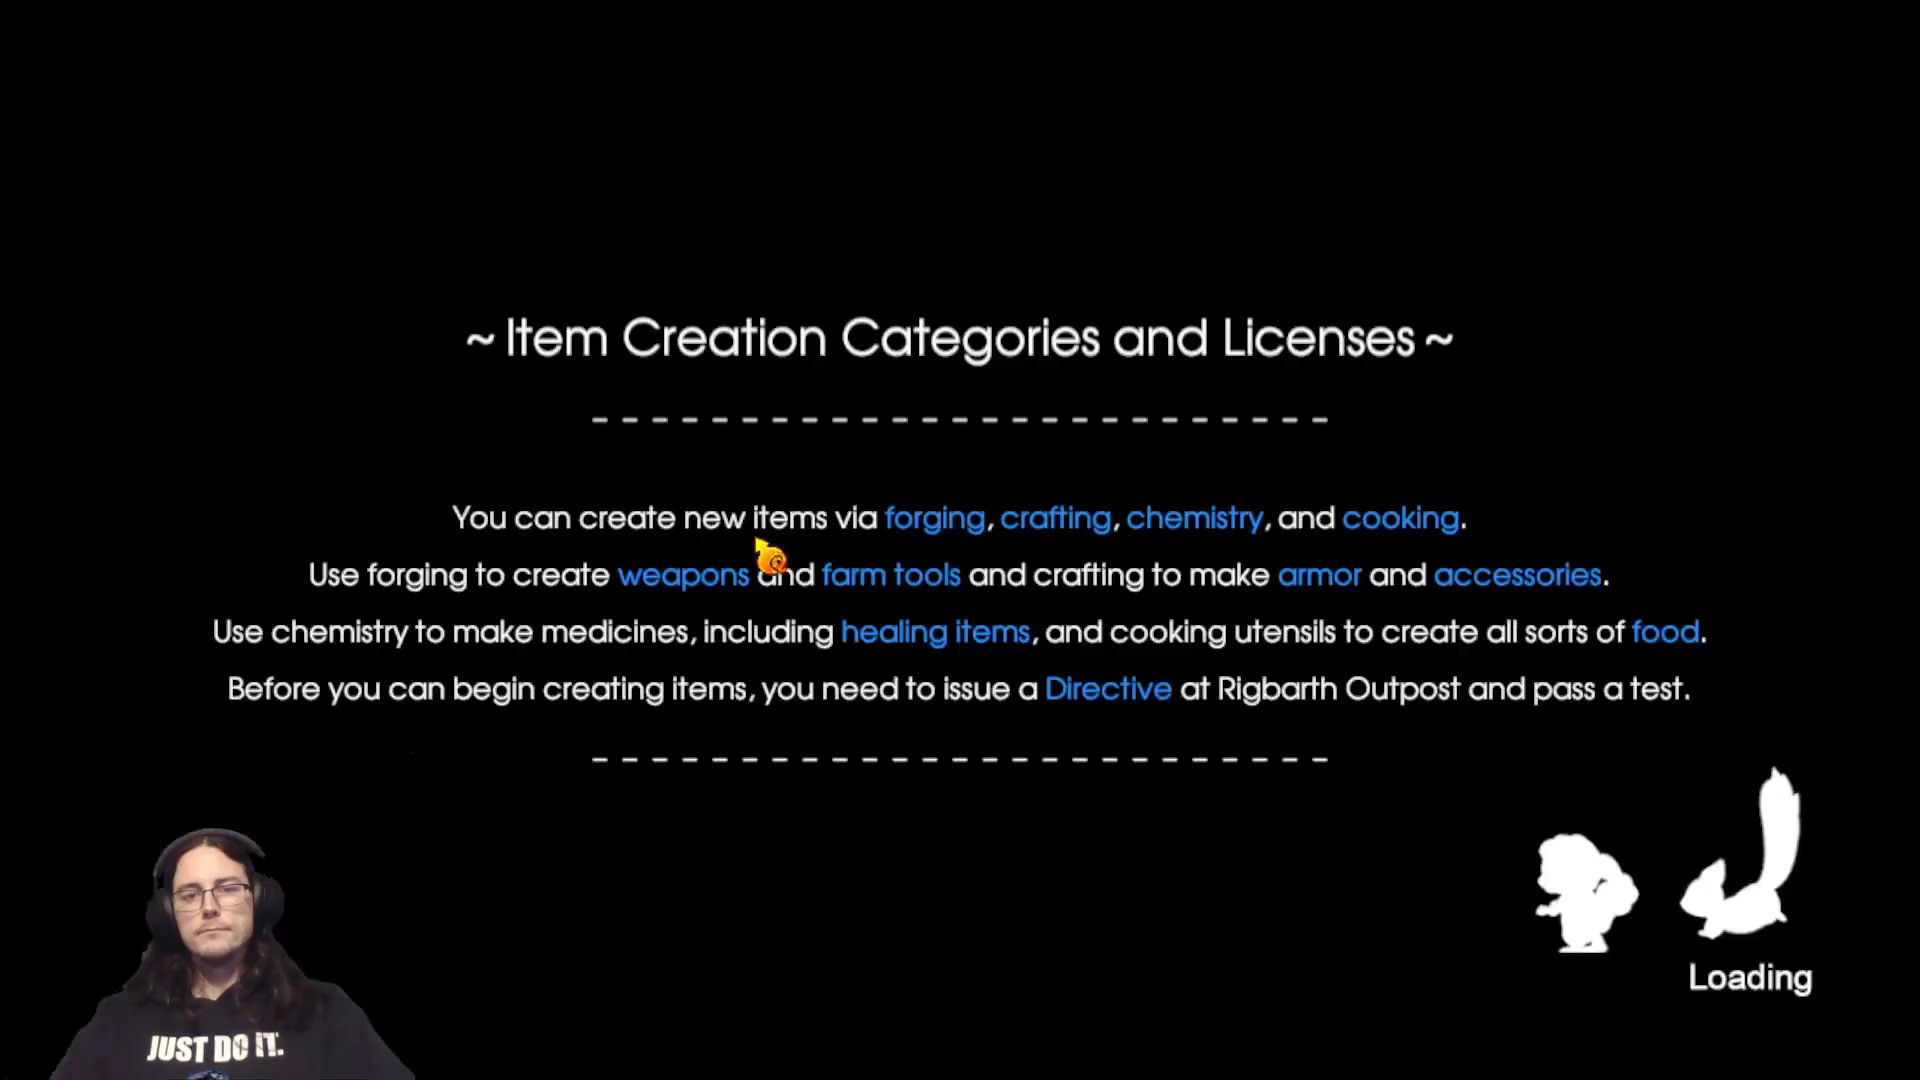 ~ Item Creation Categories and Licenses ~
You can create new items via forging, crafting, chemistry, and cooking.
Use forging to create weapons and farm tools and crafting to make armor and accessories.
Use chemistry to make medicines, including healing items, and cooking utensils to create all sorts of food.
Before you can begin creating items, you need to issue a Directive at Rigbarth Outpost and pass a test.
Loading
JUST DO IT.